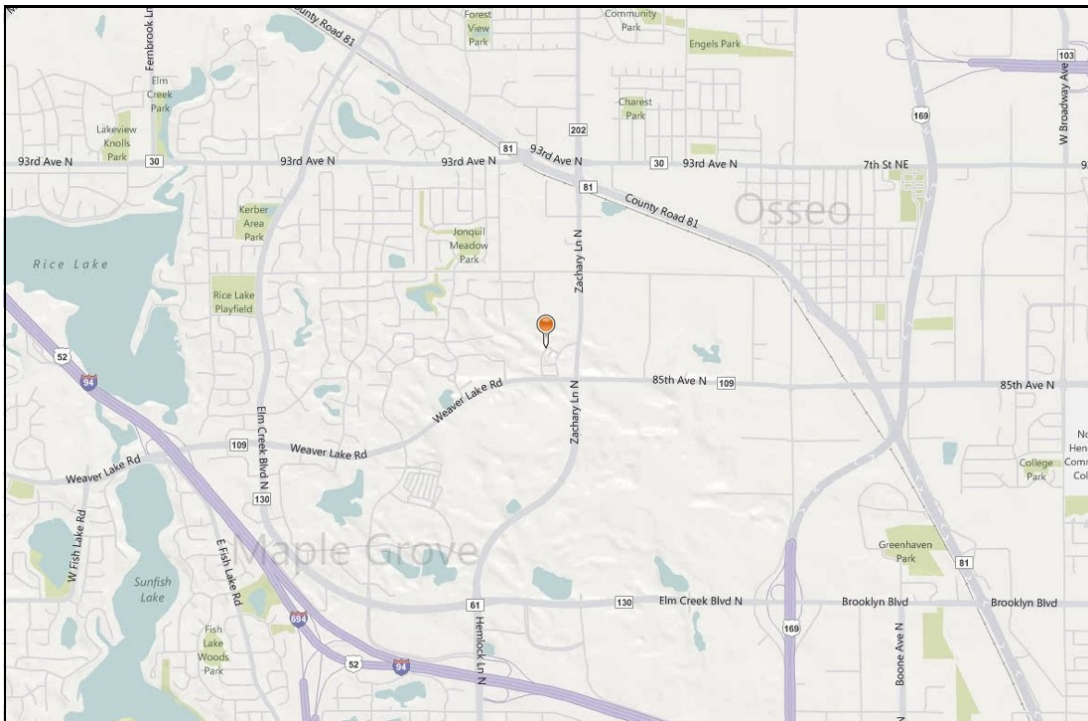 County Road 81
Forest
View
Park
Community
Park
Engels Park
103
W Broadway Ave
Fernbrook Ln
Elm
Creek
Park
169
Charest
Park
Lakeview
Knolls
Park
202
81
93rd Ave N
30
93rd Ave N
93rd Ave N
93rd Ave N
30
93rd Ave N
7th St NE
81
County Road 81
Osseo
Kerber
Area
Park
Jonquil
Meadow
Park
Zachary Ln N
Rice Lake
Rice Lake
Playfield
52
94
Weaver Lake Rd
85th Ave N
109
85th Ave N
Elm Creek Blvd N
Zachary Ln N
109
Weaver Lake Rd
Weaver Lake Rd
College
Park
130
W Fish Lake Rd
E Fish Lake Rd
Maple Grove
Greenhaven
Park
81
Sunfish
Lake
61
130
Elm Creek Blvd N
Brooklyn Blvd
Brooklyn Blvd
694
169
Fish
Lake
Woods
Park
Hemlock Ln N
Boone Ave N
52
94